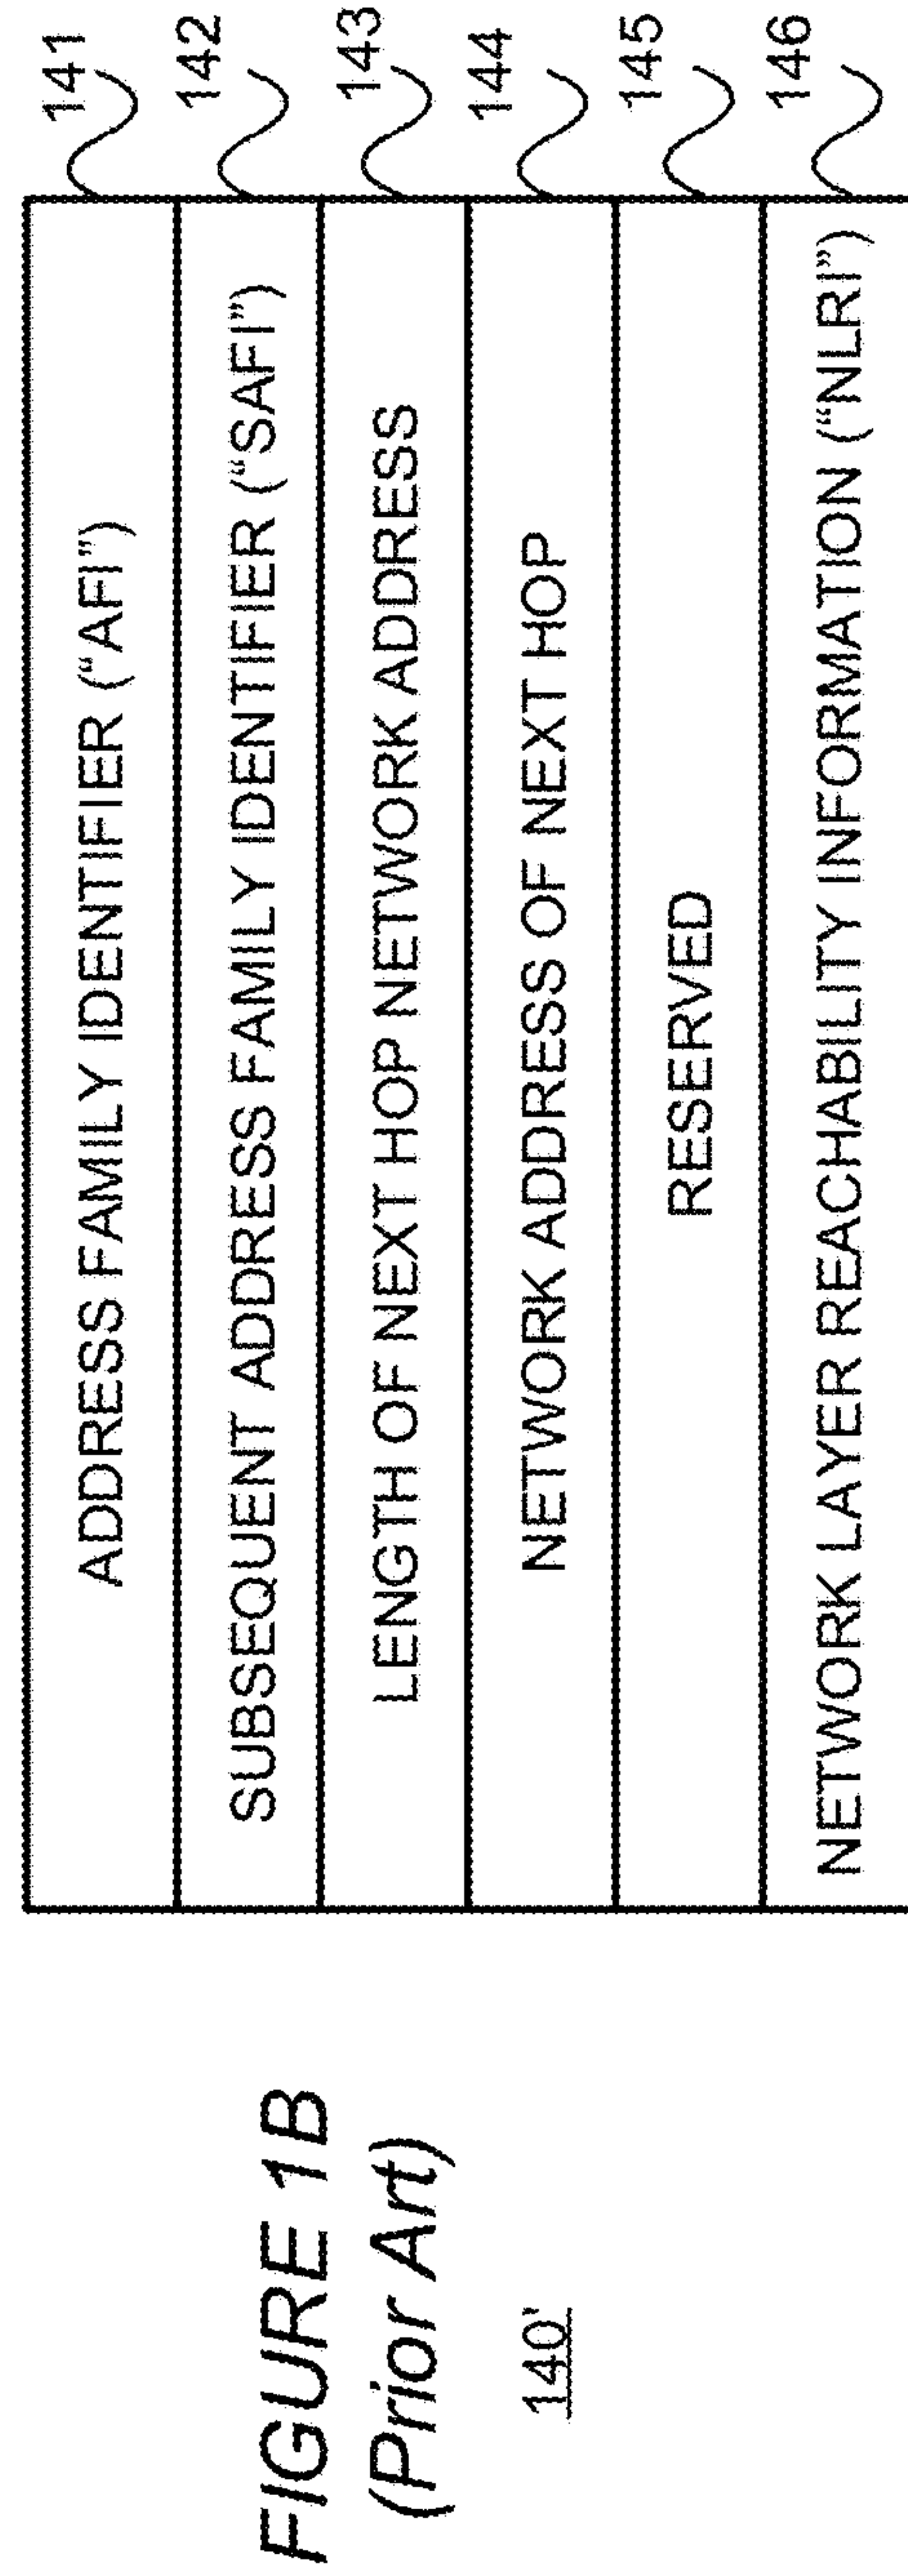 FIGURE 1B
(Prior Art)
140'
ADDRESS FAMILY IDENTIFIER (“AFI”) 141
SUBSEQUENT ADDRESS FAMILY IDENTIFIER (“SAFI”) 142
LENGTH OF NEXT HOP NETWORK ADDRESS 143
NETWORK ADDRESS OF NEXT HOP 144
RESERVED 145
NETWORK LAYER REACHABILITY INFORMATION (“NLRI”) 146